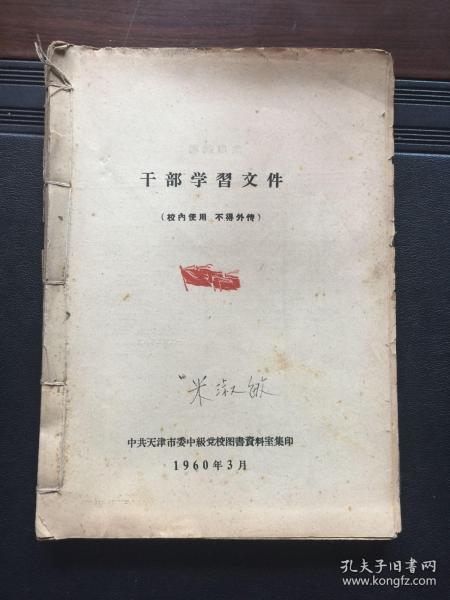 干部学習文件
(校內使用 不得外传)
米淑敏
中共天津市委中級党校图書資料室集印
1960年3月
孔夫子旧书网
www.kongfz.com